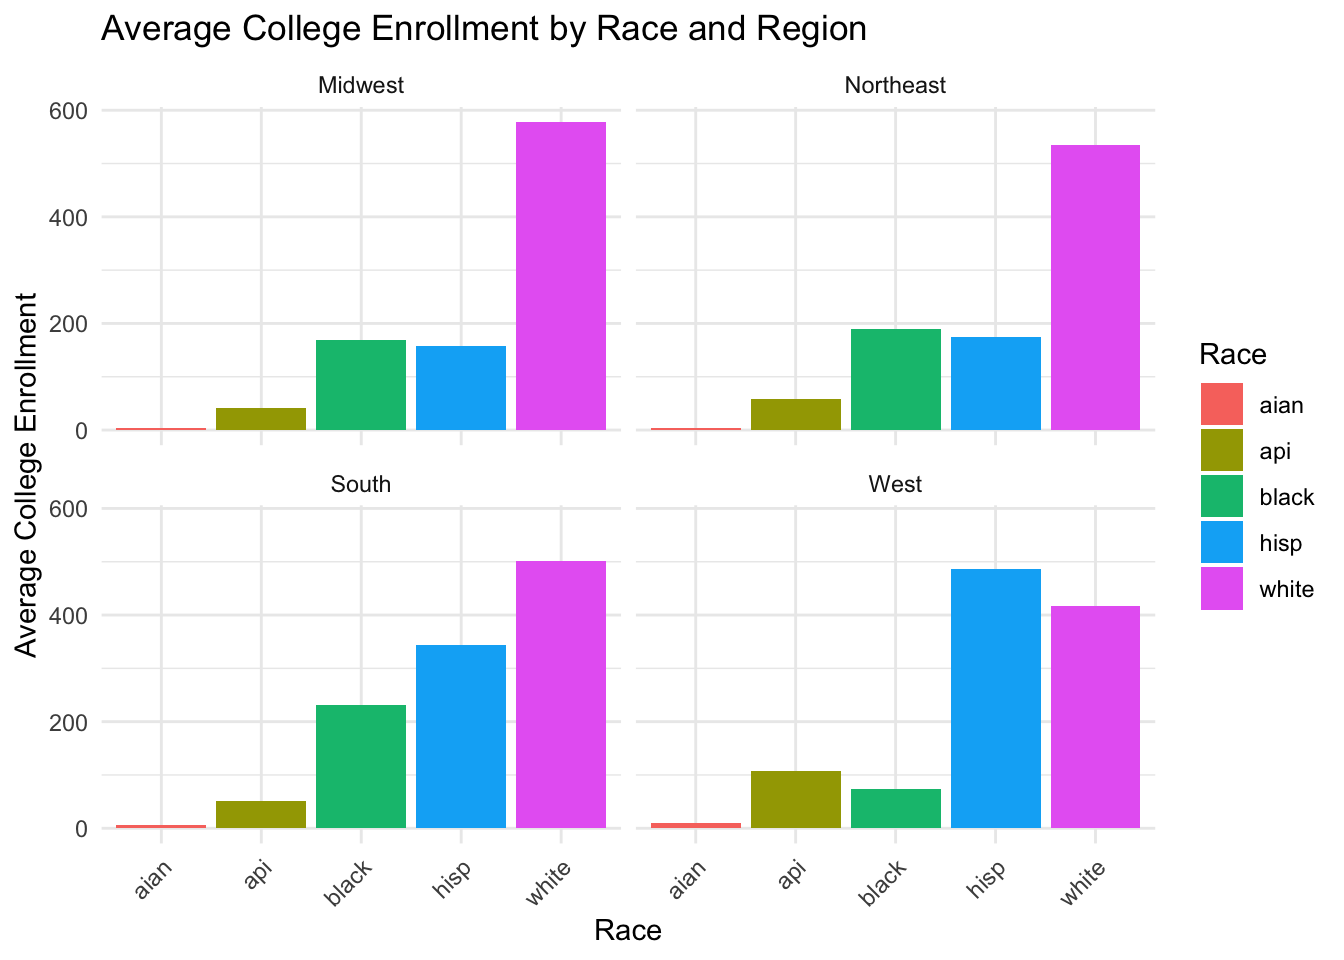 Average College Enrollment by Race and Region
Midwest
Northeast
600
400
200
0
South
West
600
400
200
0
Average College Enrollment
aian
api
black
hisp
white
aian
api
black
hisp
white
Race
Race
aian
api
black
hisp
white